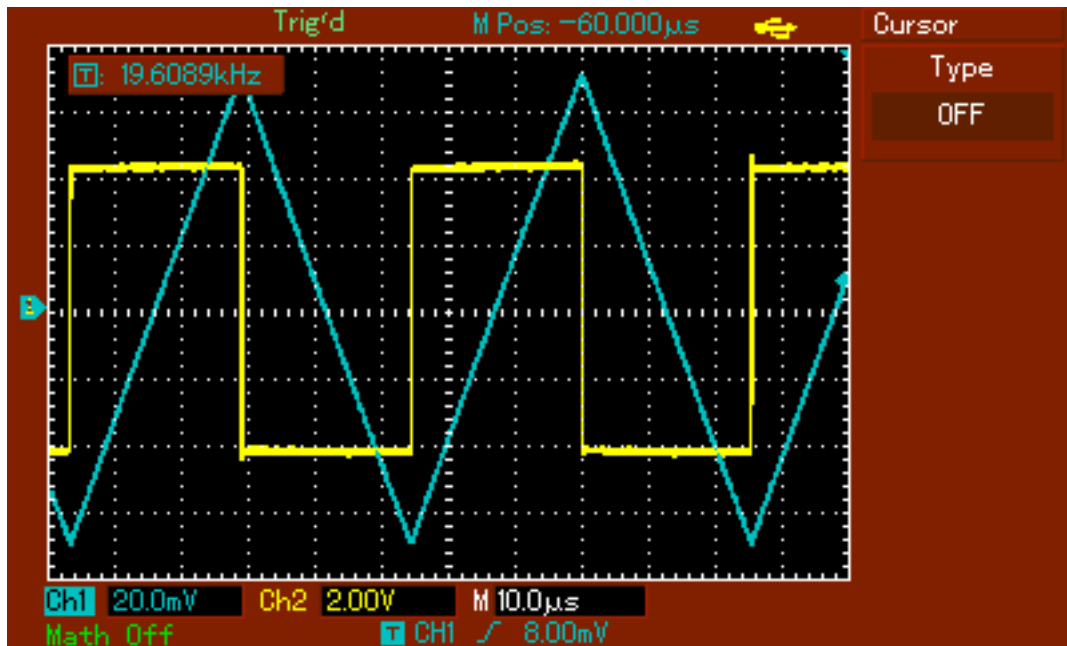 Trig'd M Pos: -60.000µs Cursor
T: 19.6089kHz
Type
OFF
Ch1 20.0mV Ch2 2.00V M 10.0µs
Math Off T CH1 8.00mV